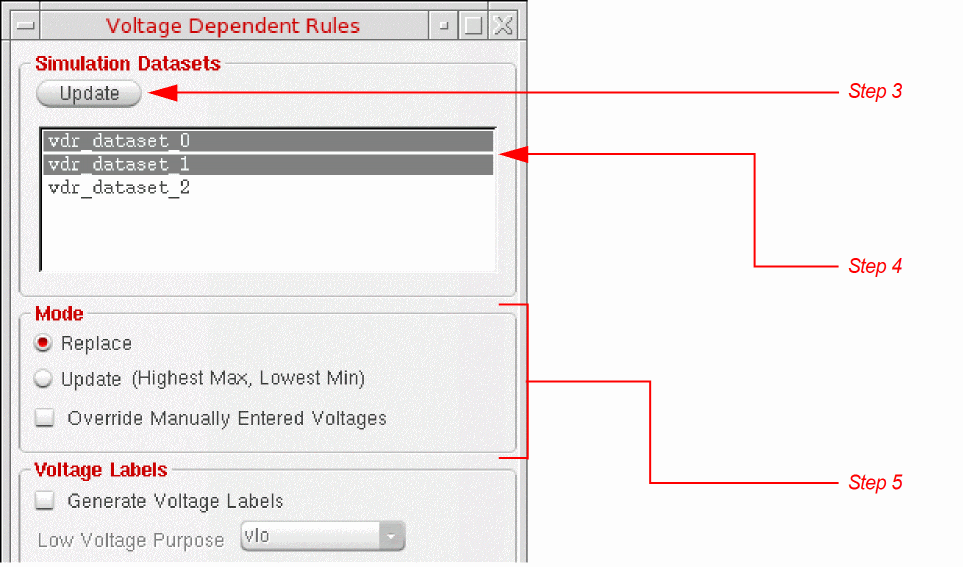 Voltage Dependent Rules
Simulation Datasets
Update
Step 3
vdr_dataset_0
vdr_dataset_1
vdr_dataset_2
Step 4
Mode
Replace
Update (Highest Max, Lowest Min)
Override Manually Entered Voltages
Voltage Labels
Step 5
Generate Voltage Labels
Low Voltage Purpose vlo